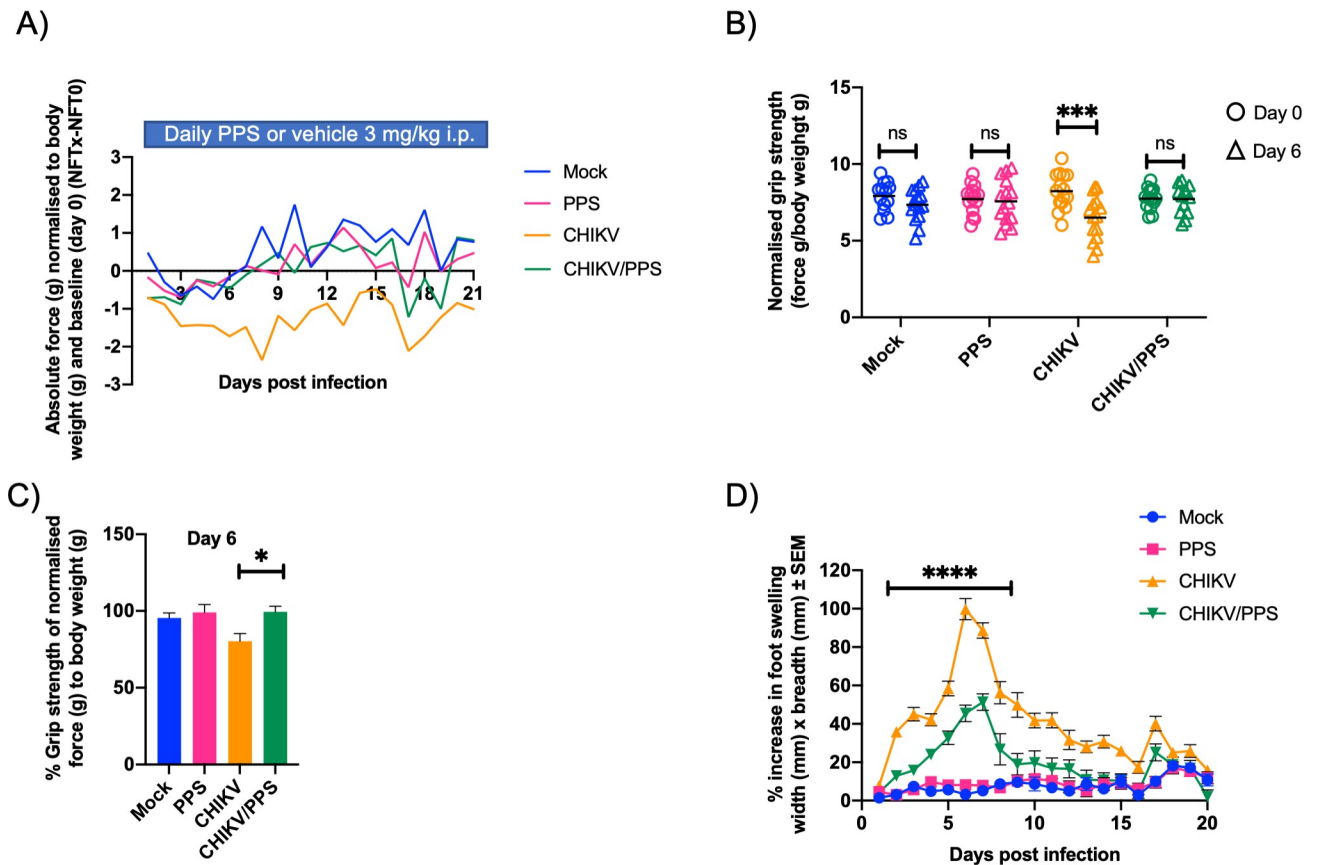 A)
Absolute force (g) normalised to body
weight (g) and baseline (day 0) (NFTx-NFT0)
Daily PPS or vehicle 3 mg/kg i.p.
3
2
1
0
-1
-2
-3
3
6
9
12
15
18
21
Days post infection
Mock
PPS
CHIKV
CHIKV/PPS
B)
Normalised grip strength
(force g/body weighgt g)
15
10
5
0
ns
ns
***
ns
Mock
PPS
CHIKV
CHIKV/PPS
Day 0
Day 6
C)
% Grip strength of normalised
force (g) to body weight (g)
150
100
50
0
Day 6
*
Mock
PPS
CHIKV
CHIKV/PPS
D)
% increase in foot swelling
width (mm) x breadth (mm) ± SEM
120
100
80
60
40
20
0
****
0
5
10
15
20
Days post infection
Mock
PPS
CHIKV
CHIKV/PPS